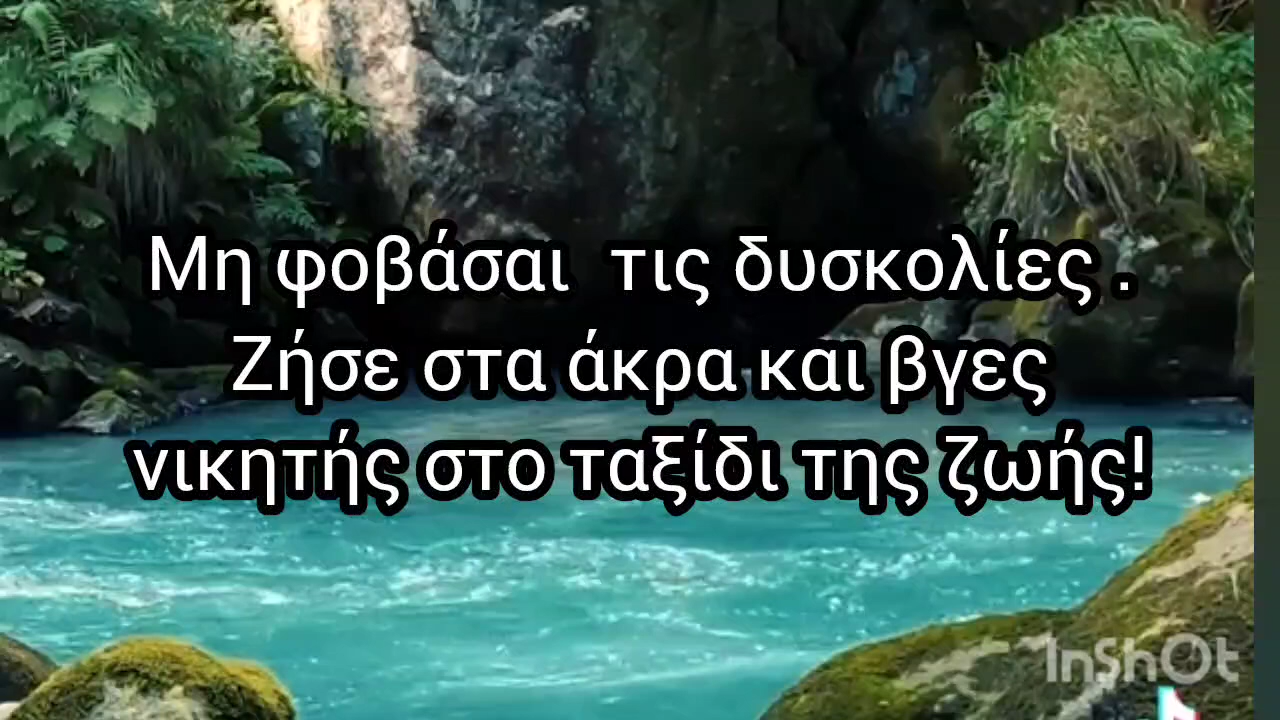 Μη φοβάσαι  τις δυσκολίες .
Ζήσε στα άκρα και βγες
νικητής στο ταξίδι της ζωής!
InShOt